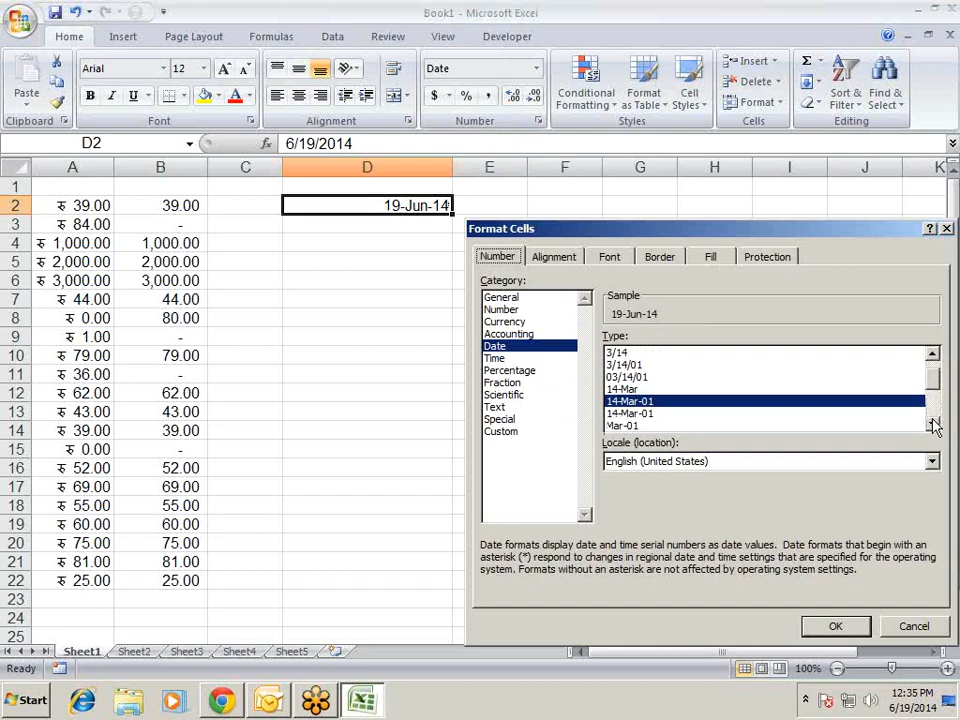 Book1 - Microsoft Excel
Home Insert Page Layout Formulas Data Review View Developer
Paste Arial 12 A A Date Conditional Format Cell Insert Σ Sort & Find &
B I U A $ % , .0 .00 .00 .0 Formatting as Table Styles Delete Filter Select
Format
Clipboard Font Alignment Number Styles Cells Editing
D2 fx 6/19/2014
A B C D E F G H I J K
1
2 रु 39.00 39.00 19-Jun-14
3 रु 84.00 -
4 रु 1,000.00 1,000.00
5 रु 2,000.00 2,000.00
6 रु 3,000.00 3,000.00
7 रु 44.00 44.00
8 रु 0.00 80.00
9 रु 1.00 -
10 रु 79.00 79.00
11 रु 36.00 -
12 रु 62.00 62.00
13 रु 43.00 43.00
14 रु 39.00 39.00
15 रु 0.00 -
16 रु 52.00 52.00
17 रु 69.00 69.00
18 रु 55.00 55.00
19 रु 60.00 60.00
20 रु 75.00 75.00
21 रु 81.00 81.00
22 रु 25.00 25.00
23
24
25
Format Cells ?
Number Alignment Font Border Fill Protection
Category:
General
Number
Currency
Accounting
Date
Time
Percentage
Fraction
Scientific
Text
Special
Custom
Sample
19-Jun-14
Type:
3/14
3/14/01
03/14/01
14-Mar
14-Mar-01
14-Mar-01
Mar-01
Locale (location):
English (United States)
Date formats display date and time serial numbers as date values. Date formats that begin with an
asterisk (*) respond to changes in regional date and time settings that are specified for the operating
system. Formats without an asterisk are not affected by operating system settings.
OK Cancel
Sheet1 Sheet2 Sheet3 Sheet4 Sheet5
Ready 100%
Start 12:35 PM
6/19/2014